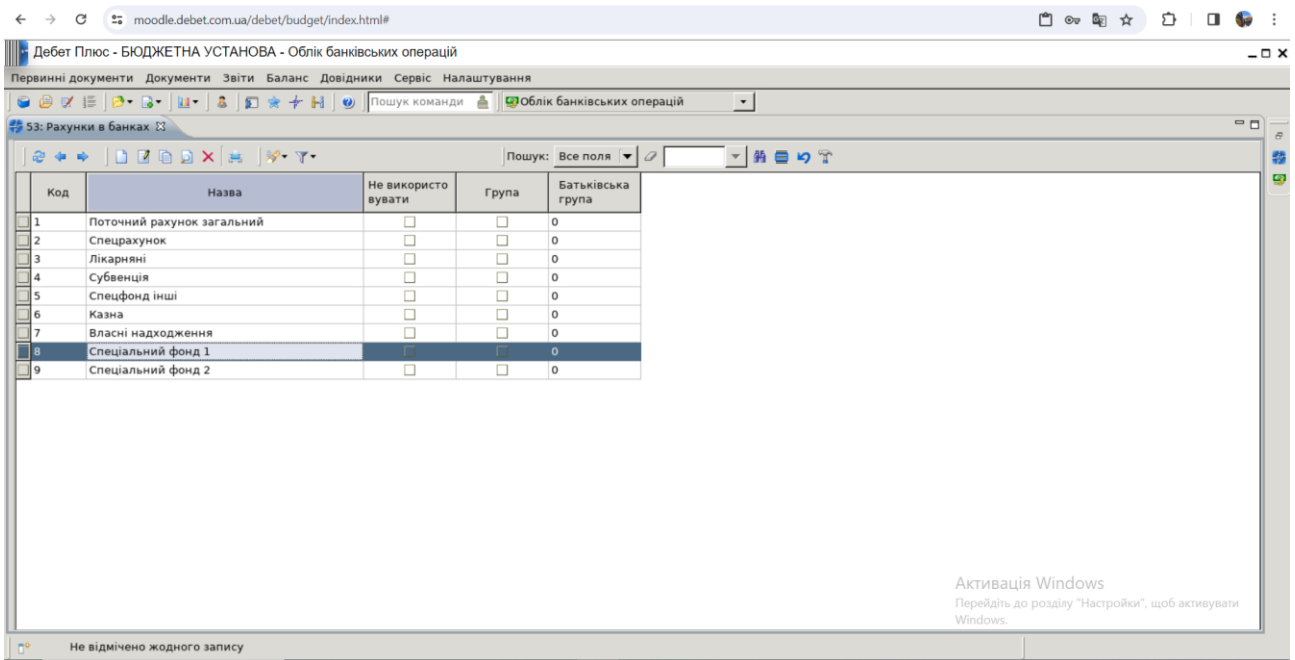 moodle.debet.com.ua/debet/budget/index.html#
Дебет Плюс - БЮДЖЕТНА УСТАНОВА - Облік банківських операцій
Первинні документи Документи Звіти Баланс Довідники Сервіс Налаштування
Пошук команди Облік банківських операцій
53: Рахунки в банках
Пошук: Все поля
Код Назва Не використовувати Група Батьківська група
1 Поточний рахунок загальний 0
2 Спецрахунок 0
3 Лікарняні 0
4 Субвенція 0
5 Спецфонд інші 0
6 Казна 0
7 Власні надходження 0
8 Спеціальний фонд 1 0
9 Спеціальний фонд 2 0
Активація Windows
Перейдіть до розділу "Настройки", щоб активувати
Windows.
Не відмічено жодного запису